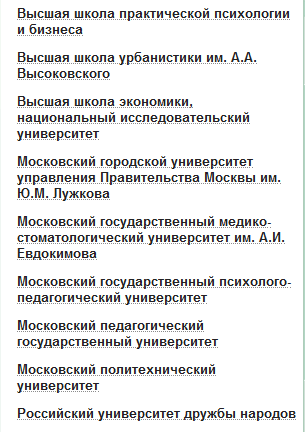 Высшая школа практической психологии
и бизнеса
Высшая школа урбанистики им. А.А.
Высоковского
Высшая школа экономики,
национальный исследовательский
университет
Московский городской университет
управления Правительства Москвы им.
Ю.М. Лужкова
Московский государственный медико-
стоматологический университет им. А.И.
Евдокимова
Московский государственный психолого-
педагогический университет
Московский педагогический
государственный университет
Московский политехнический
университет
Российский университет дружбы народов